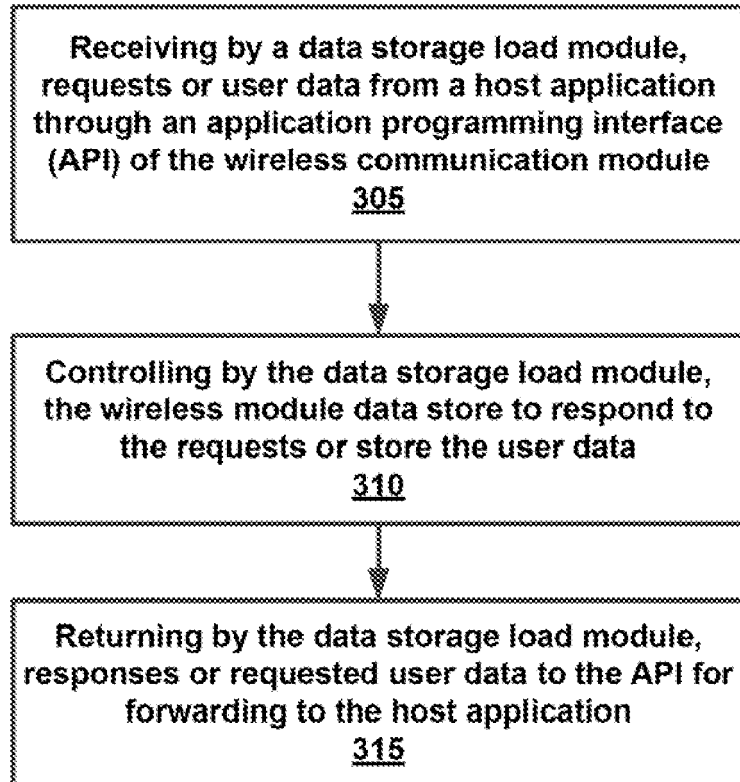 Receiving by a data storage load module,
requests or user data from a host application
through an application programming interface
(API) of the wireless communication module
305
Controlling by the data storage load module,
the wireless module data store to respond to
the requests or store the user data
310
Returning by the data storage load module,
responses or requested user data to the API for
forwarding to the host application
315